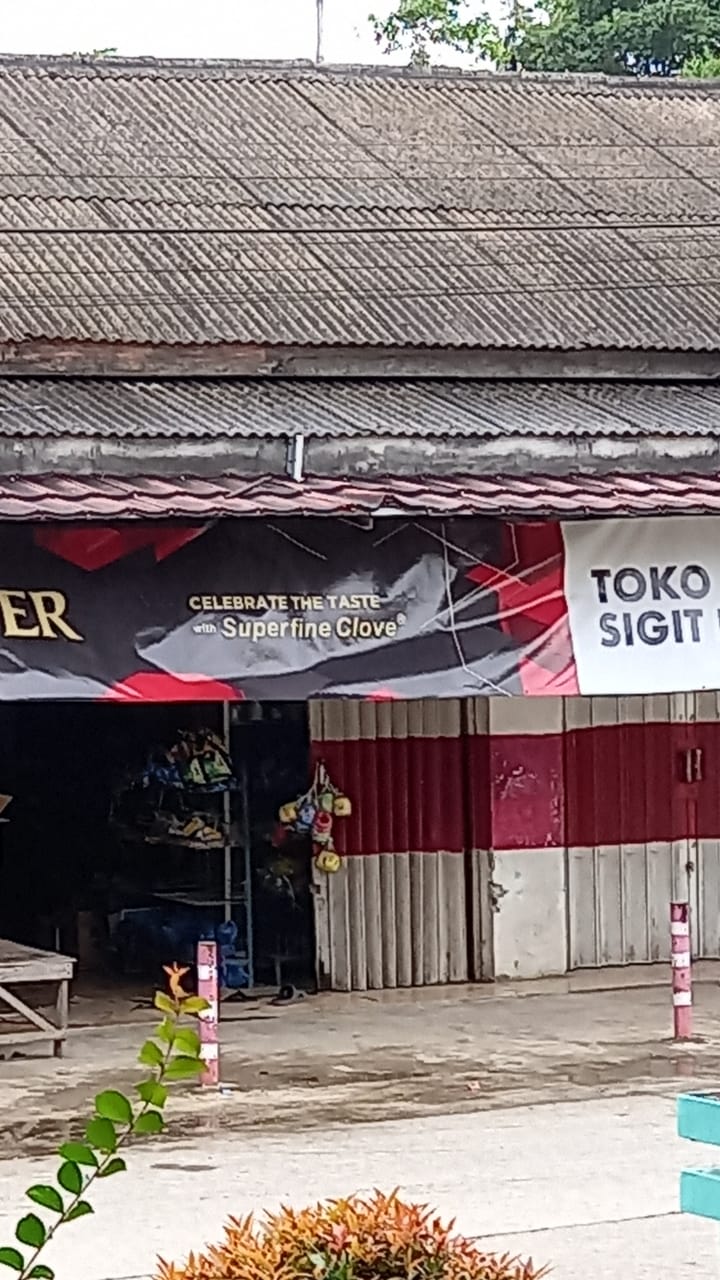 ER
CELEBRATE THE TASTE
with Superfine Clove®
TOKO
SIGIT